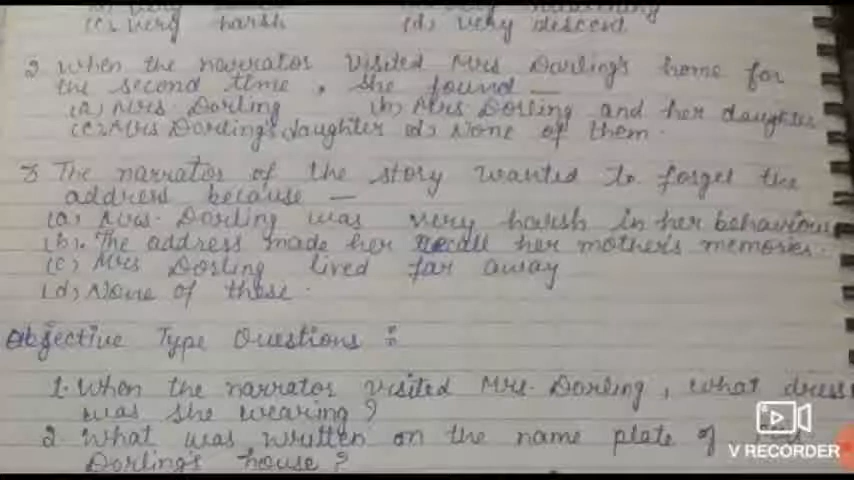 (c) very harsh (d) very descent
2. When the narrator visited Mrs Dorling's home for
the second time, she found —
(a) Mrs. Dorling (b) Mrs Dorling and her daughter
(c) Mrs Dorling's daughter (d) None of them.
3 The narrator of the story wanted to forget the
address because —
(a) Mrs. Dorling was very harsh in her behaviour
(b). The address made her recall her mother's memories.
(c) Mrs Dorling lived far away
(d) None of these.
Objective Type Questions :
1. When the narrator visited Mrs. Dorling, what dress
was she wearing?
2 What was written on the name plate of
Dorling's house?
V RECORDER